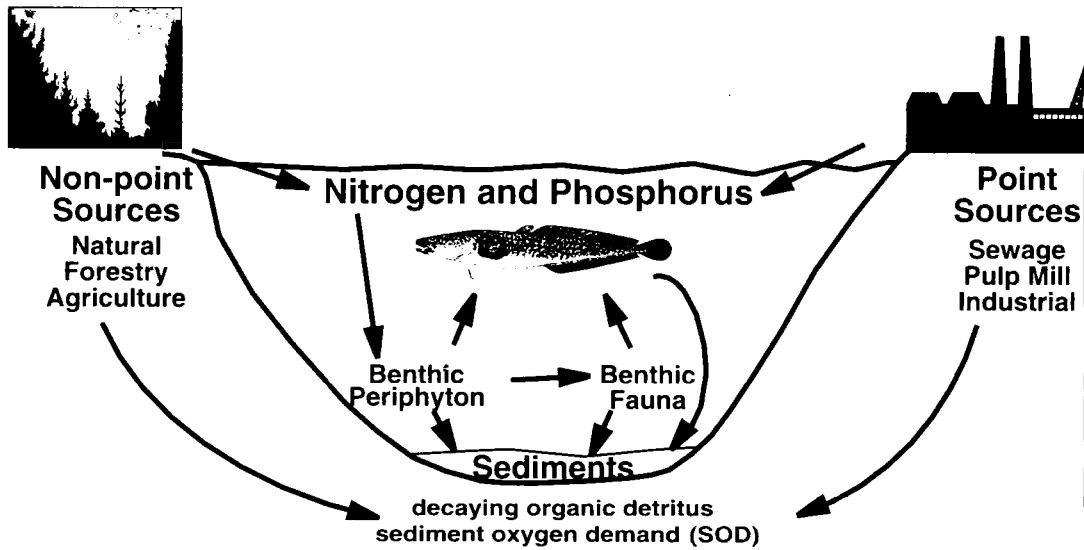 Non-point
Sources
Natural
Forestry
Agriculture
Nitrogen and Phosphorus
Point
Sources
Sewage
Pulp Mill
Industrial
Benthic
Periphyton
Benthic
Fauna
Sediments
decaying organic detritus
sediment oxygen demand (SOD)